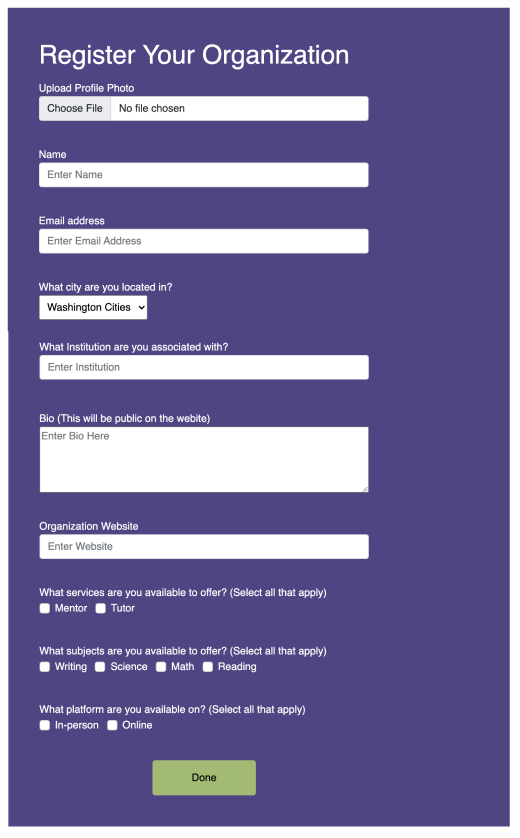 Register Your Organization
Upload Profile Photo
Choose File No file chosen
Name
Enter Name
Email address
Enter Email Address
What city are you located in?
Washington Cities
What Institution are you associated with?
Enter Institution
Bio (This will be public on the webite)
Enter Bio Here
Organization Website
Enter Website
What services are you available to offer? (Select all that apply)
Mentor Tutor
What subjects are you available to offer? (Select all that apply)
Writing Science Math Reading
What platform are you available on? (Select all that apply)
In-person Online
Done